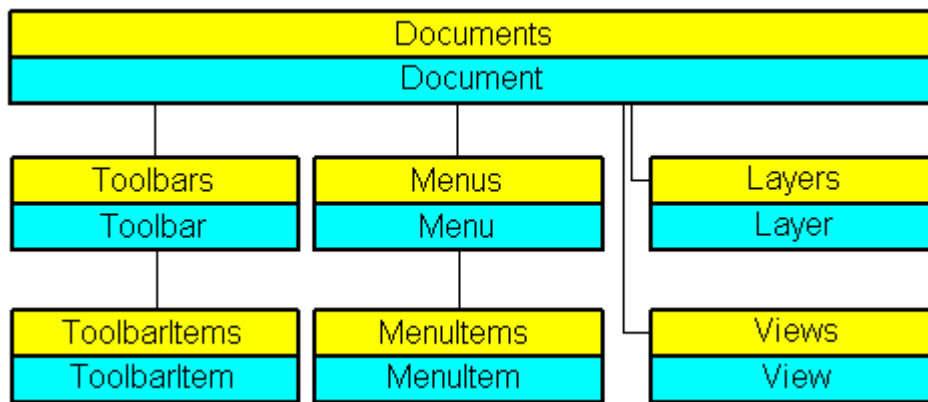 Documents
Document
Toolbars
Toolbar
Menus
Menu
Layers
Layer
ToolbarItems
ToolbarItem
MenuItems
MenuItem
Views
View